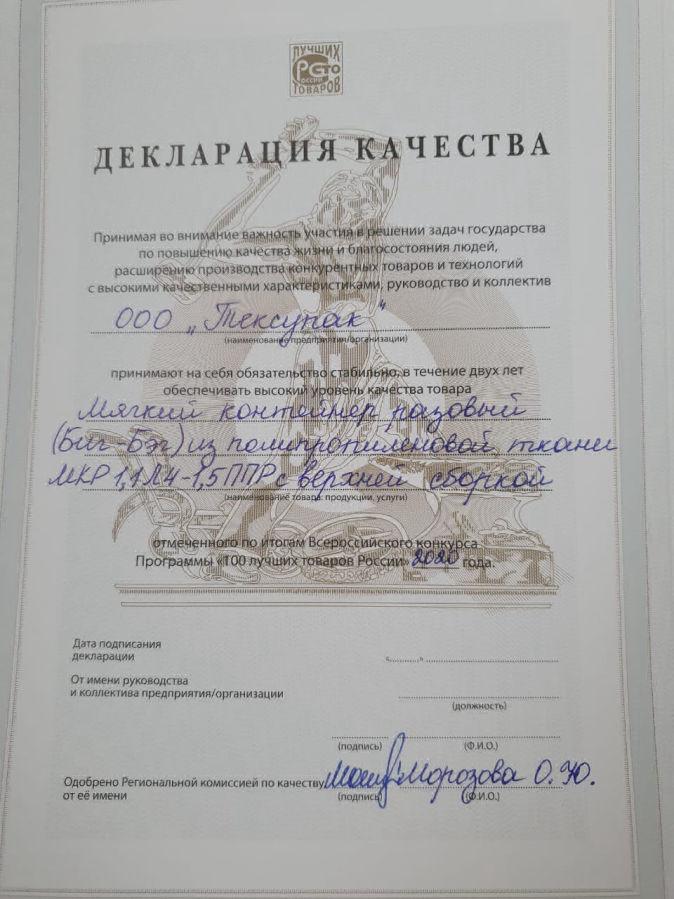 ЛУЧШИХ
СТО
РОССИИ
ТОВАРОВ
ДЕКЛАРАЦИЯ КАЧЕСТВА
Принимая во внимание важность участия в решении задач государства
по повышению качества жизни и благосостояния людей,
расширению производства конкурентных товаров и технологий
с высокими качественными характеристиками, руководство и коллектив
ООО „Тексупак“
(наименование предприятия/организации)
принимают на себя обязательство стабильно, в течение двух лет
обеспечивать высокий уровень качества товара
Мягкий контейнер разовый
(Биг-Бэг) из полипропиленовой ткани
МКР 1,1Л4-1,5ППР с верхней сборкой
(наименование товара: продукции, услуги)
отмеченного по итогам Всероссийского конкурса
Программы «100 лучших товаров России» 2020 года.
Дата подписания
декларации „ “
От имени руководства
и коллектива предприятия/организации
(должность)
(подпись) (Ф.И.О.)
Одобрено Региональной комиссией по качеству Морозова О.Ю.
от её имени (подпись) (Ф.И.О.)